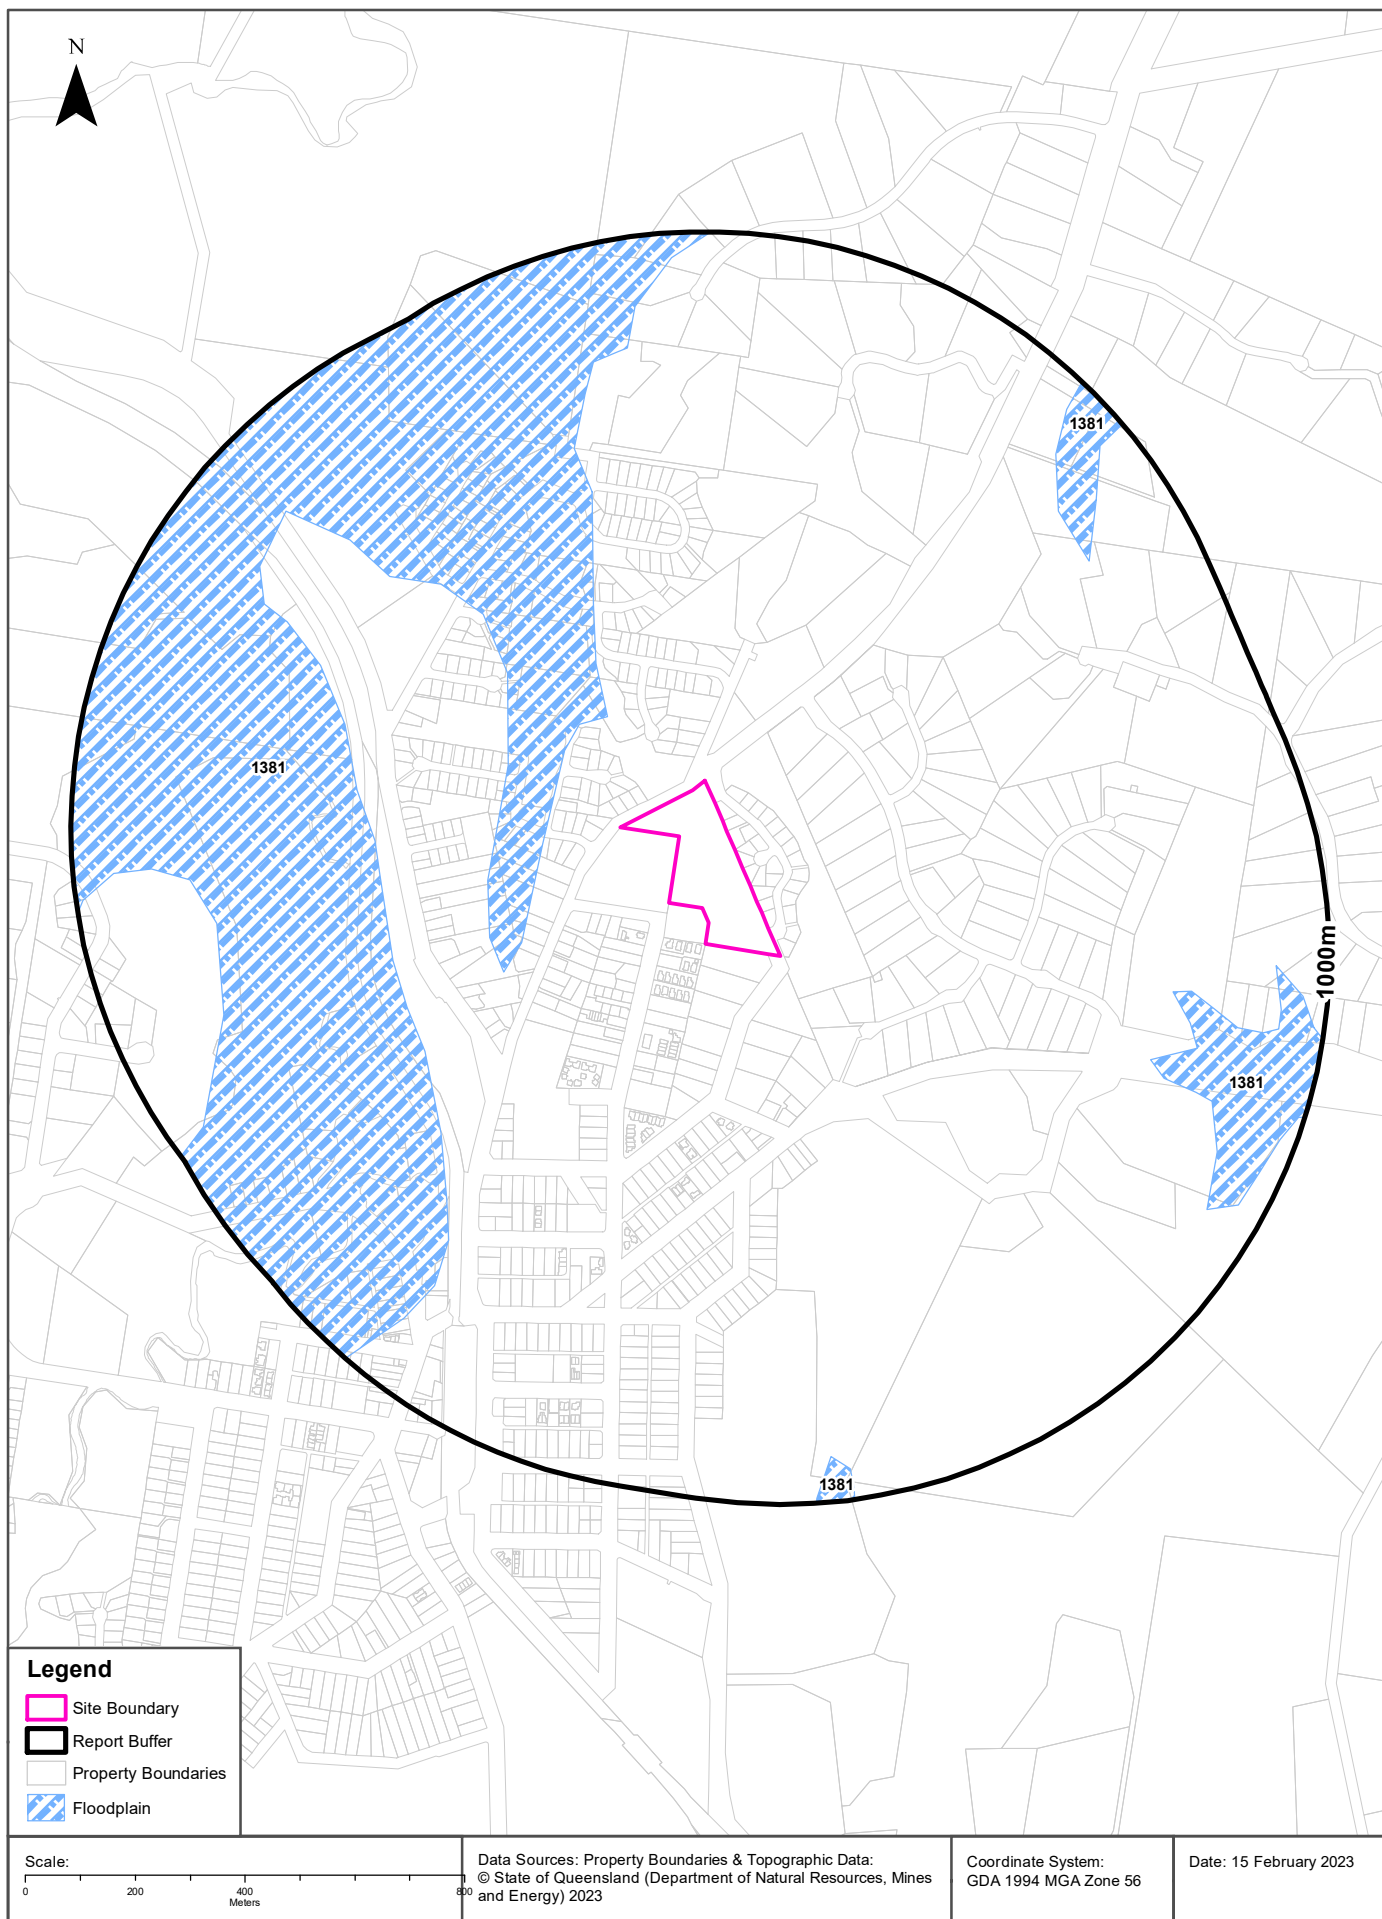 N
1381
1381
1000m
1381
1381
Legend
Site Boundary
Report Buffer
Property Boundaries
Floodplain
Scale:
0 200 400 800
Meters
Data Sources: Property Boundaries & Topographic Data:
© State of Queensland (Department of Natural Resources, Mines
and Energy) 2023
Coordinate System:
GDA 1994 MGA Zone 56
Date: 15 February 2023